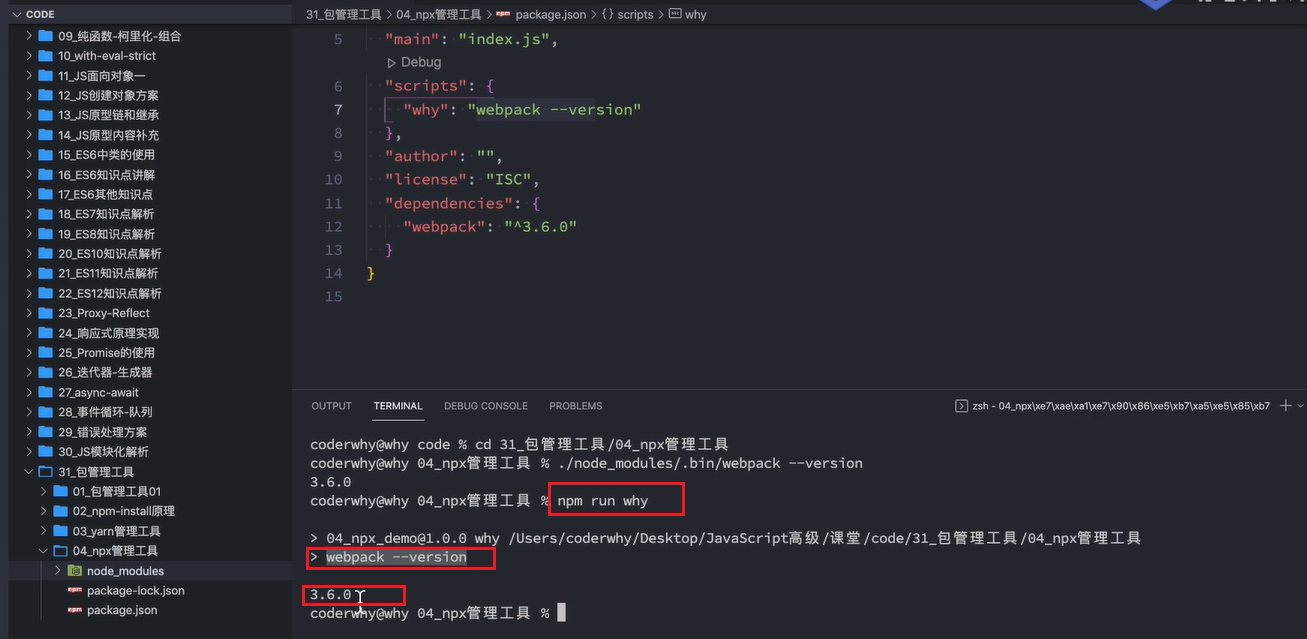 CODE
09_纯函数-柯里化-组合
10_with-eval-strict
11_JS面向对象一
12_JS创建对象方案
13_JS原型链和继承
14_JS原型内容补充
15_ES6中类的使用
16_ES6知识点讲解
17_ES6其他知识点
18_ES7知识点解析
19_ES8知识点解析
20_ES10知识点解析
21_ES11知识点解析
22_ES12知识点解析
23_Proxy-Reflect
24_响应式原理实现
25_Promise的使用
26_迭代器-生成器
27_async-await
28_事件循环-队列
29_错误处理方案
30_JS模块化解析
31_包管理工具
01_包管理工具01
02_npm-install原理
03_yarn管理工具
04_npx管理工具
node_modules
package-lock.json
package.json
31_包管理工具 > 04_npx管理工具 > package.json > {} scripts > why
5 "main": "index.js",
Debug
6 "scripts": {
7 "why": "webpack --version"
8 },
9 "author": "",
10 "license": "ISC",
11 "dependencies": {
12 "webpack": "^3.6.0"
13 }
14 }
15
OUTPUT TERMINAL DEBUG CONSOLE PROBLEMS
zsh - 04_npx\xe7\xae\xa1\xe7\x90\x86\xe5\xb7\xa5\xe5\x85\xb7
coderwhy@why code % cd 31_包管理工具/04_npx管理工具
coderwhy@why 04_npx管理工具 % ./node_modules/.bin/webpack --version
3.6.0
coderwhy@why 04_npx管理工具 % npm run why
> 04_npx_demo@1.0.0 why /Users/coderwhy/Desktop/JavaScript高级/课堂/code/31_包管理工具/04_npx管理工具
> webpack --version
3.6.0
coderwhy@why 04_npx管理工具 %